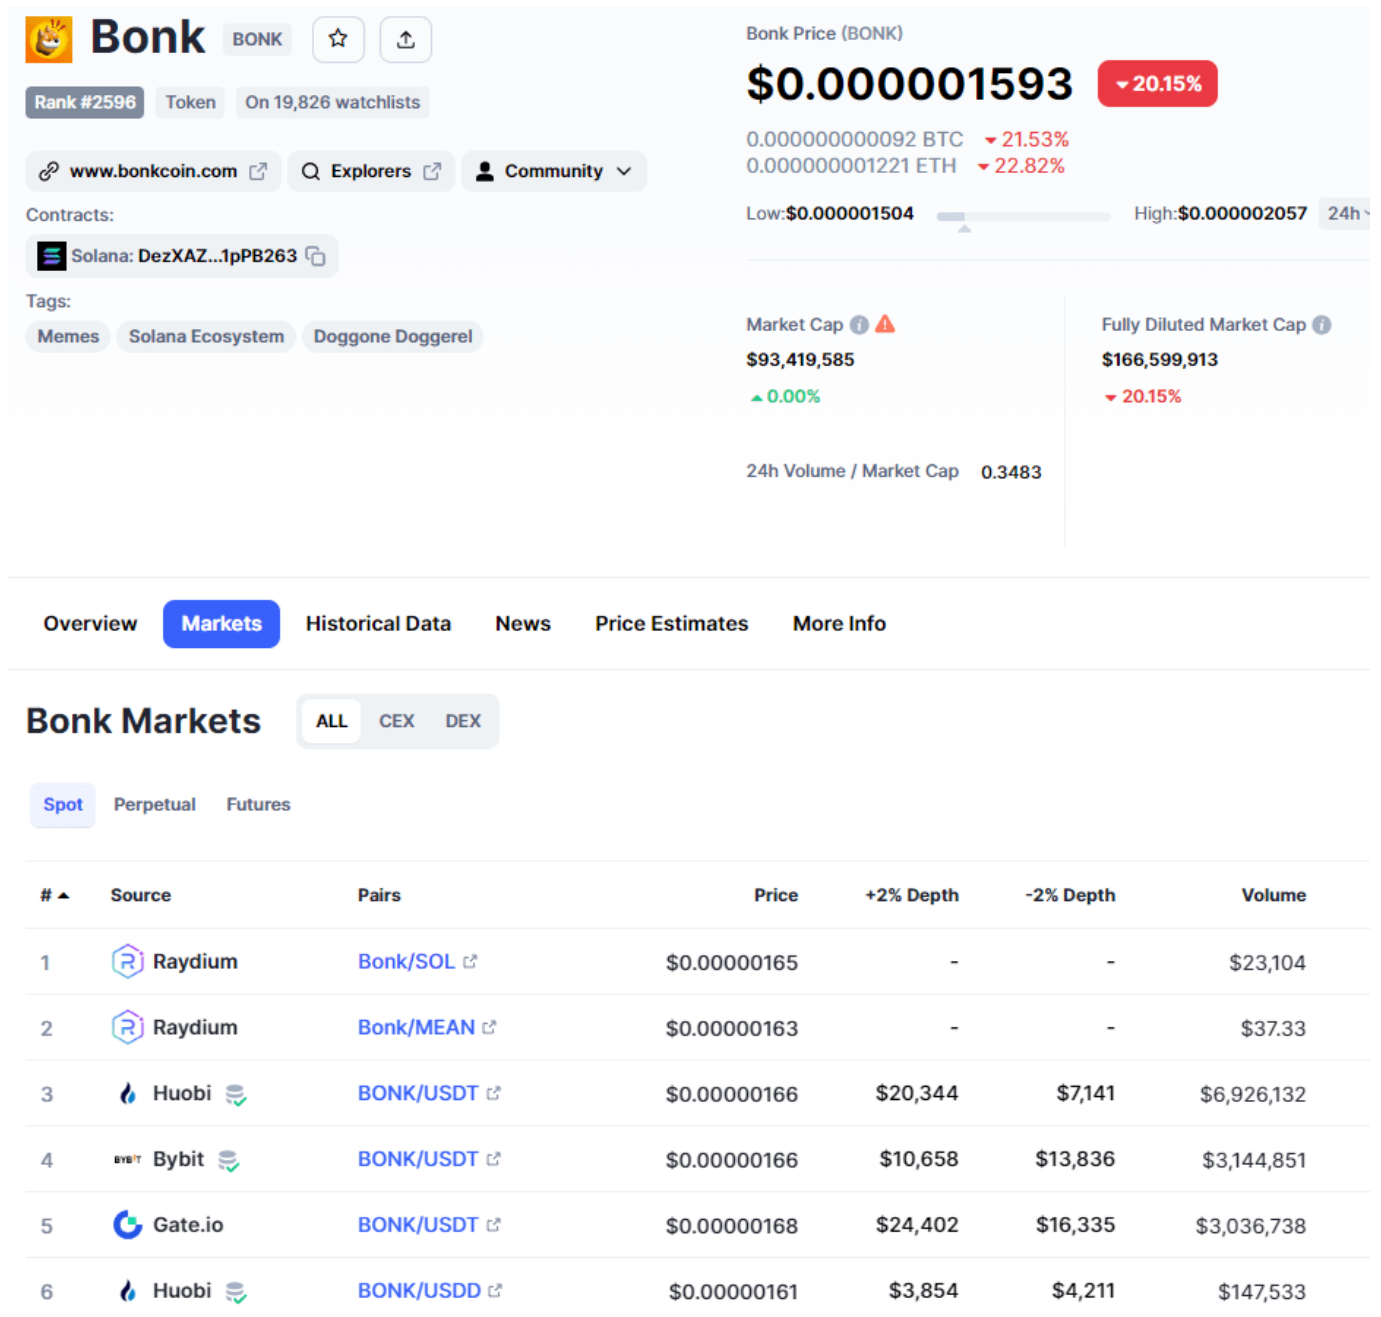 Bonk BONK
Rank #2596 Token On 19,826 watchlists
www.bonkcoin.com Explorers Community
Contracts:
Solana: DezXAZ...1pPB263
Tags:
Memes Solana Ecosystem Doggone Doggerel
Bonk Price (BONK)
$0.000001593 20.15%
0.000000000092 BTC 21.53%
0.000000001221 ETH 22.82%
Low:$0.000001504 High:$0.000002057 24h
Market Cap
$93,419,585
0.00%
24h Volume / Market Cap 0.3483
Fully Diluted Market Cap
$166,599,913
20.15%
Overview Markets Historical Data News Price Estimates More Info
Bonk Markets ALL CEX DEX
Spot Perpetual Futures
# Source Pairs Price +2% Depth -2% Depth Volume
1 Raydium Bonk/SOL $0.00000165 - - $23,104
2 Raydium Bonk/MEAN $0.00000163 - - $37.33
3 Huobi BONK/USDT $0.00000166 $20,344 $7,141 $6,926,132
4 BYBIT Bybit BONK/USDT $0.00000166 $10,658 $13,836 $3,144,851
5 Gate.io BONK/USDT $0.00000168 $24,402 $16,335 $3,036,738
6 Huobi BONK/USDD $0.00000161 $3,854 $4,211 $147,533